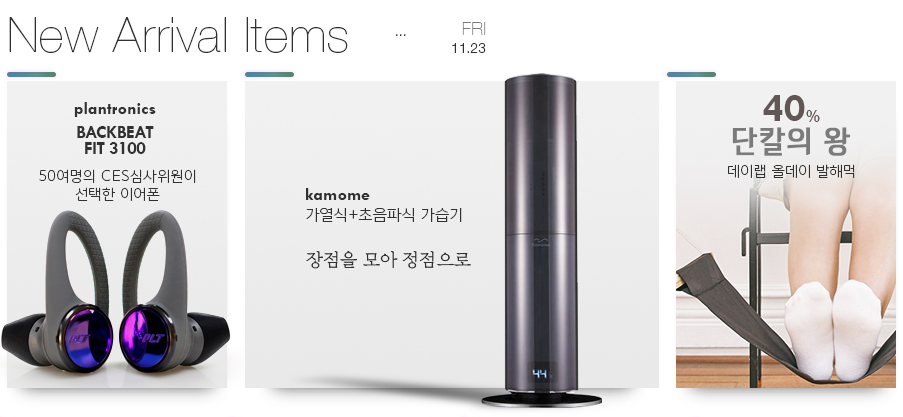 New Arrival Items
...
FRI
11.23
plantronics
BACKBEAT
FIT 3100
50여명의 CES심사위원이
선택한 이어폰
PLT
kamome
가열식+초음파식 가습기
장점을 모아 정점으로
44
40%
단칼의 왕
데이랩 올데이 발해먹